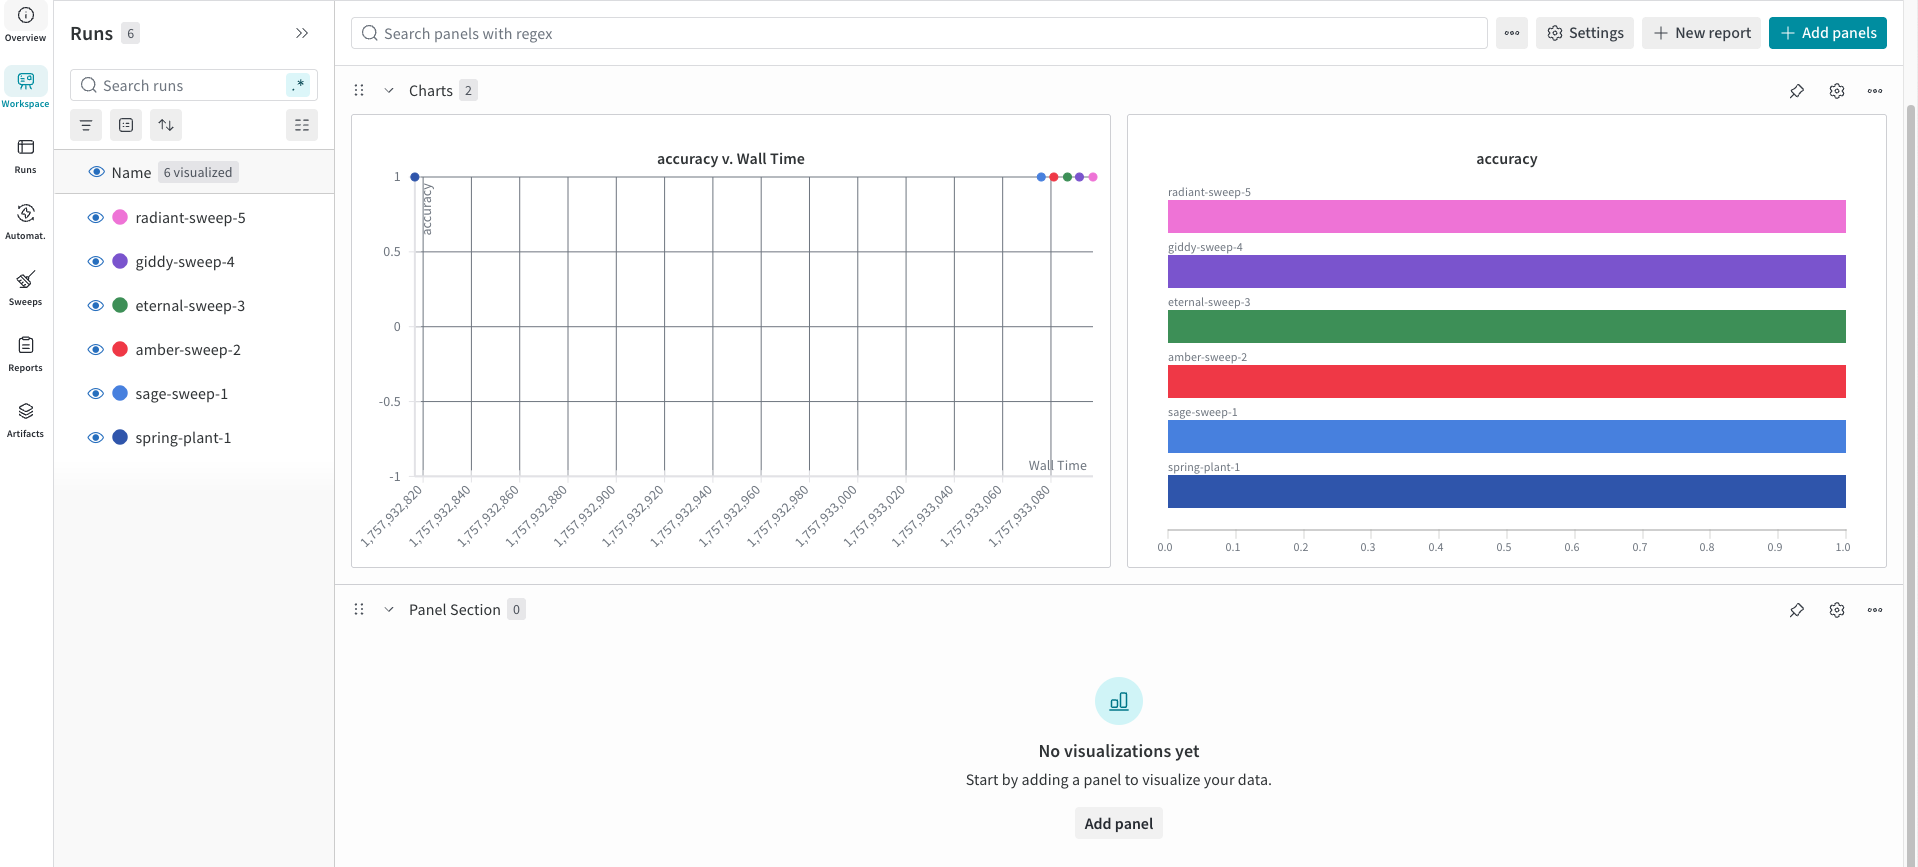 Overview
Workspace
Runs
Automat.
Sweeps
Reports
Artifacts
Runs 6
Search runs
.*
Name 6 visualized
radiant-sweep-5
giddy-sweep-4
eternal-sweep-3
amber-sweep-2
sage-sweep-1
spring-plant-1
Search panels with regex
Settings
New report
Add panels
Charts 2
accuracy v. Wall Time
accuracy
1
0.5
0
-0.5
-1
Wall Time
1,757,932,820
1,757,932,840
1,757,932,860
1,757,932,880
1,757,932,900
1,757,932,920
1,757,932,940
1,757,932,960
1,757,932,980
1,757,933,000
1,757,933,020
1,757,933,040
1,757,933,060
1,757,933,080
accuracy
radiant-sweep-5
giddy-sweep-4
eternal-sweep-3
amber-sweep-2
sage-sweep-1
spring-plant-1
0.0 0.1 0.2 0.3 0.4 0.5 0.6 0.7 0.8 0.9 1.0
Panel Section 0
No visualizations yet
Start by adding a panel to visualize your data.
Add panel